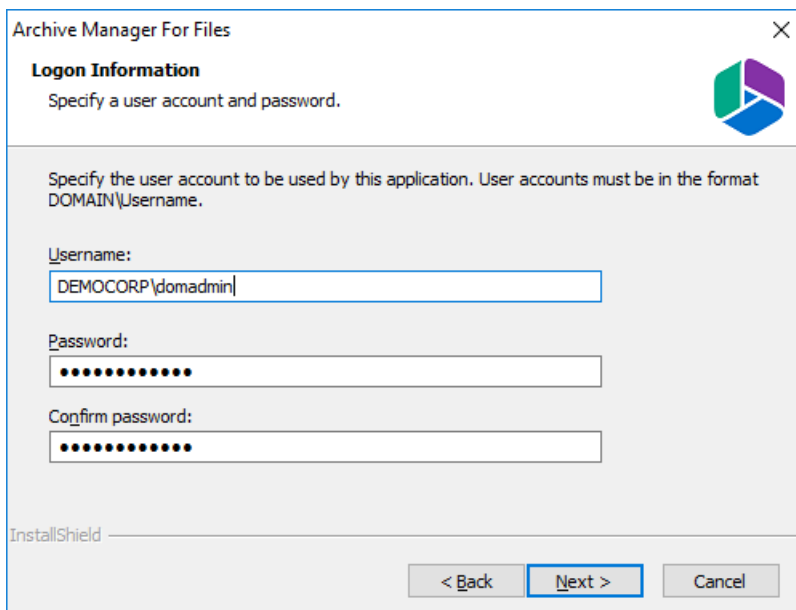 Archive Manager For Files
Logon Information
Specify a user account and password.
Specify the user account to be used by this application. User accounts must be in the format
DOMAIN\Username.
Username:
DEMOCORP\domadmin
Password:
●●●●●●●●●●●●
Confirm password:
●●●●●●●●●●●●
InstallShield
< Back
Next >
Cancel